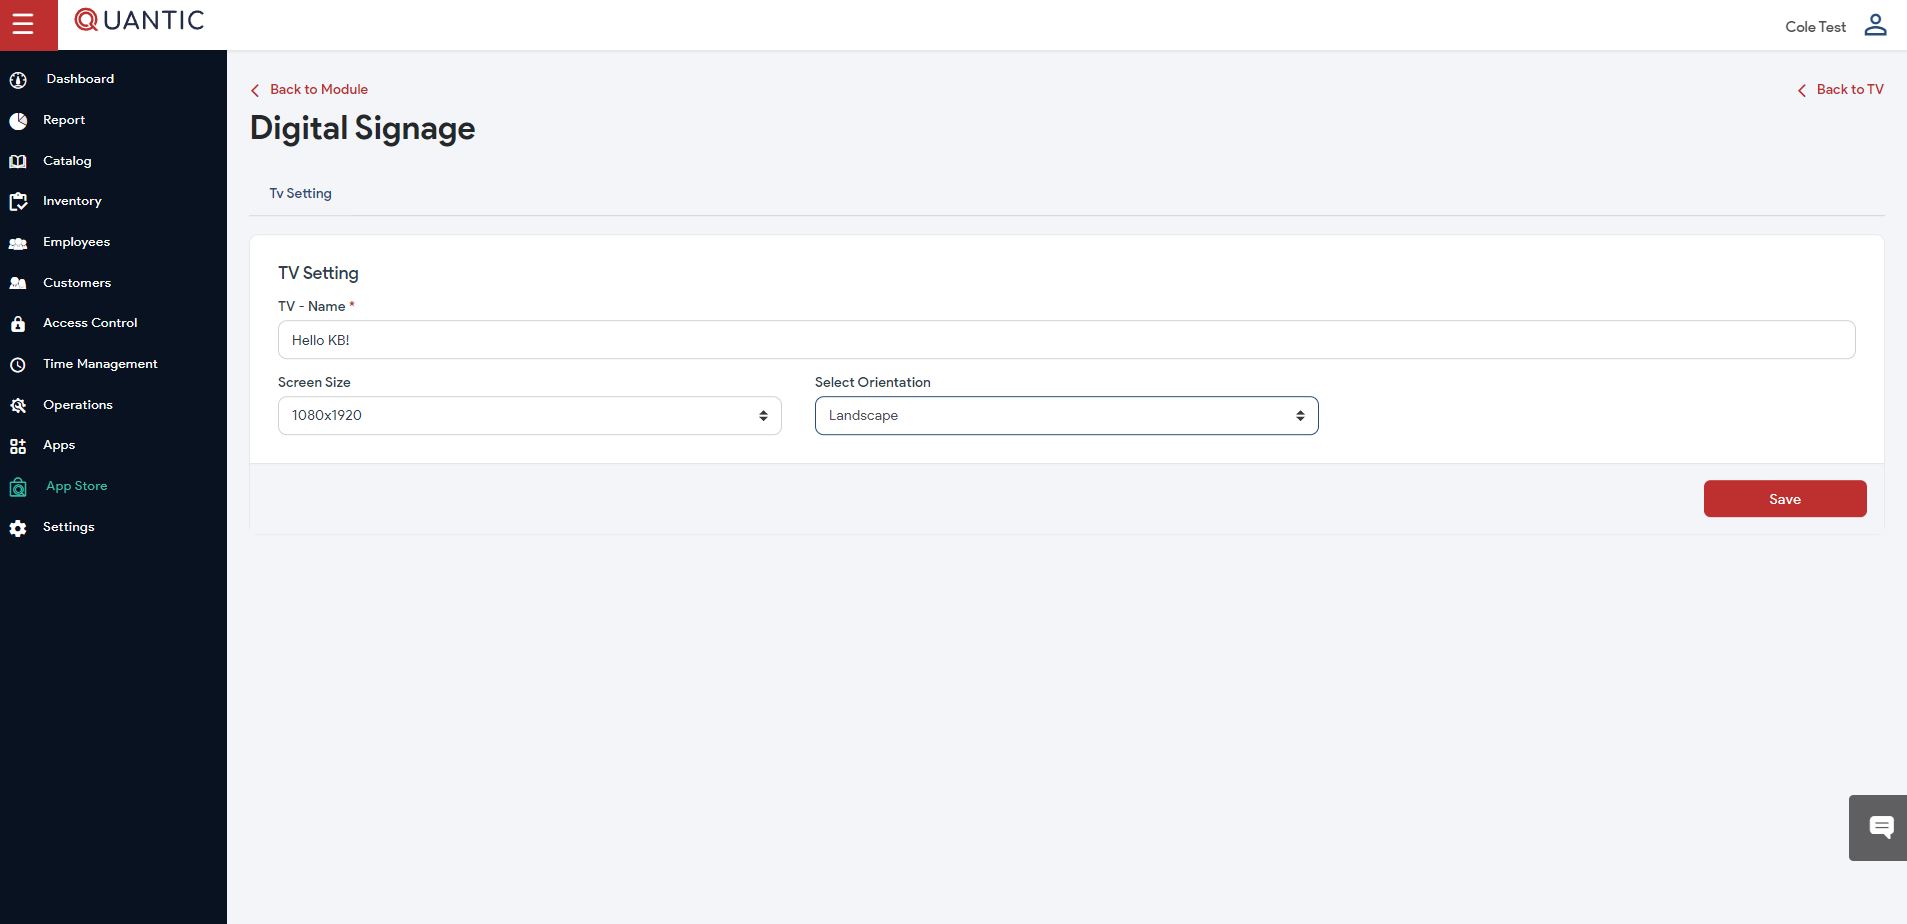 QUANTIC
Cole Test
Dashboard
Report
Catalog
Inventory
Employees
Customers
Access Control
Time Management
Operations
Apps
App Store
Settings
Back to Module
Back to TV
Digital Signage
Tv Setting
TV Setting
TV - Name *
Hello KB!
Screen Size
Select Orientation
1080x1920
Landscape
Save